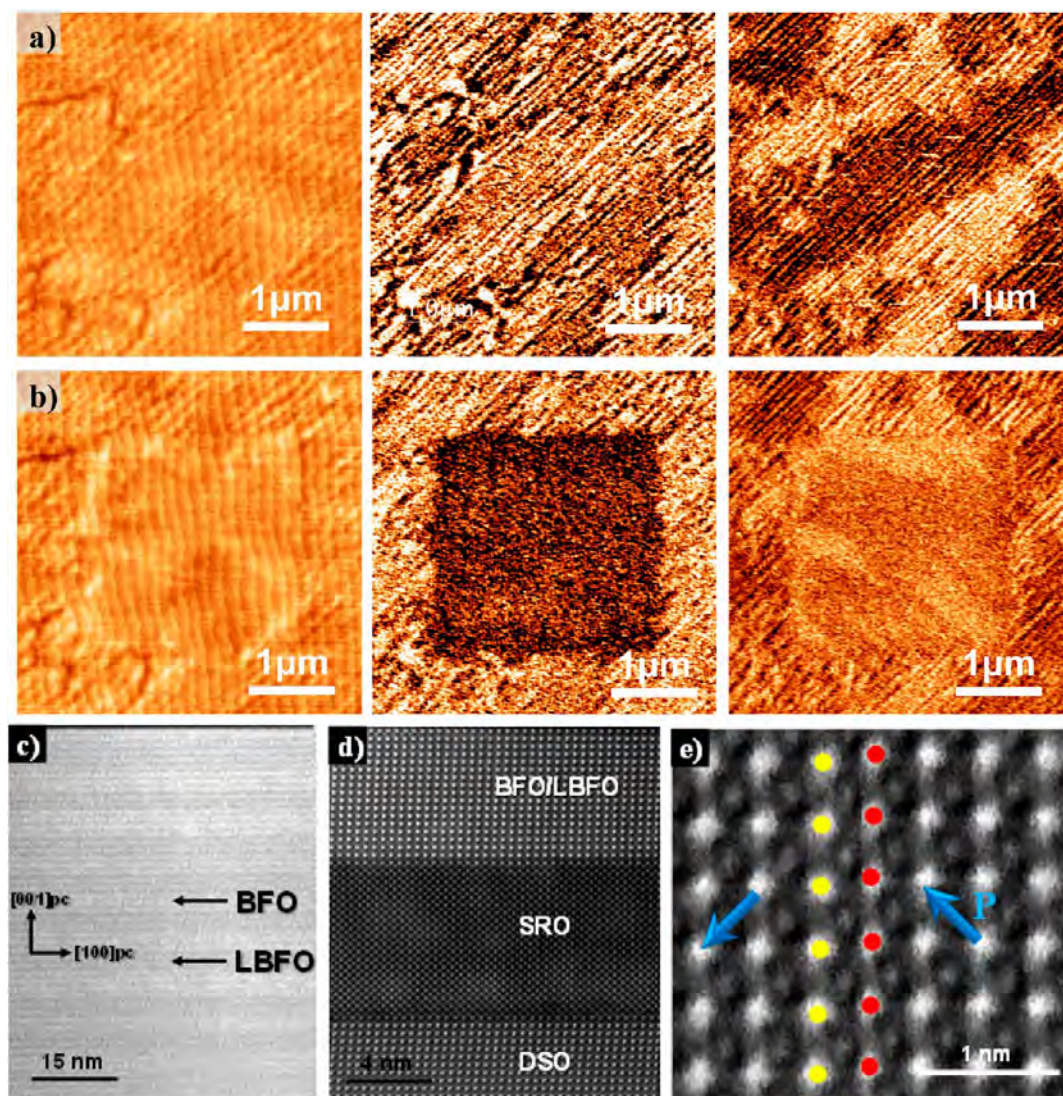 a)
1µm
1µm
1µm
b)
1µm
1µm
1µm
c)
[001]pc
[100]pc
BFO
LBFO
15 nm
d)
BFO/LBFO
SRO
DSO
4 nm
e)
P
1 nm